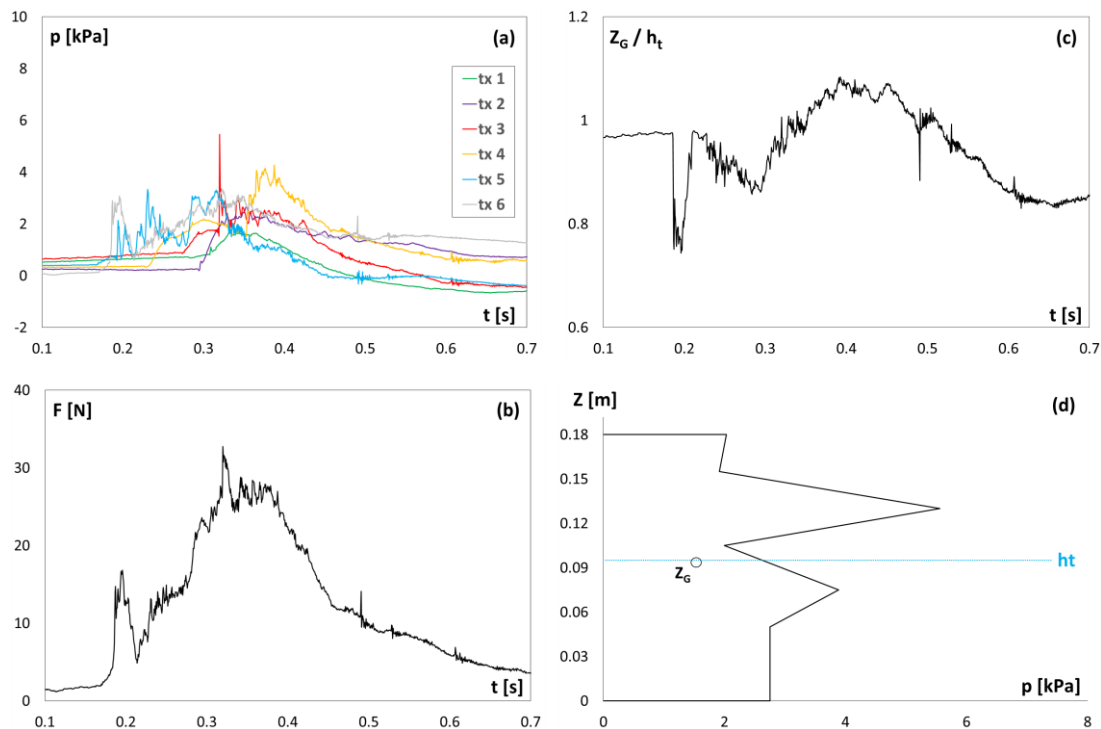 p [kPa]
(a)
10
8
6
4
2
0
-2
tx 1
tx 2
tx 3
tx 4
tx 5
tx 6
t [s]
0.1 0.2 0.3 0.4 0.5 0.6 0.7
Z_G / h_t
(c)
1.2
1
0.8
0.6
t [s]
0.1 0.2 0.3 0.4 0.5 0.6 0.7
F [N]
(b)
40
30
20
10
0
t [s]
0.1 0.2 0.3 0.4 0.5 0.6 0.7
Z [m]
(d)
0.18
0.15
0.12
0.09
0.06
0.03
0
ht
Z_G
p [kPa]
0 2 4 6 8